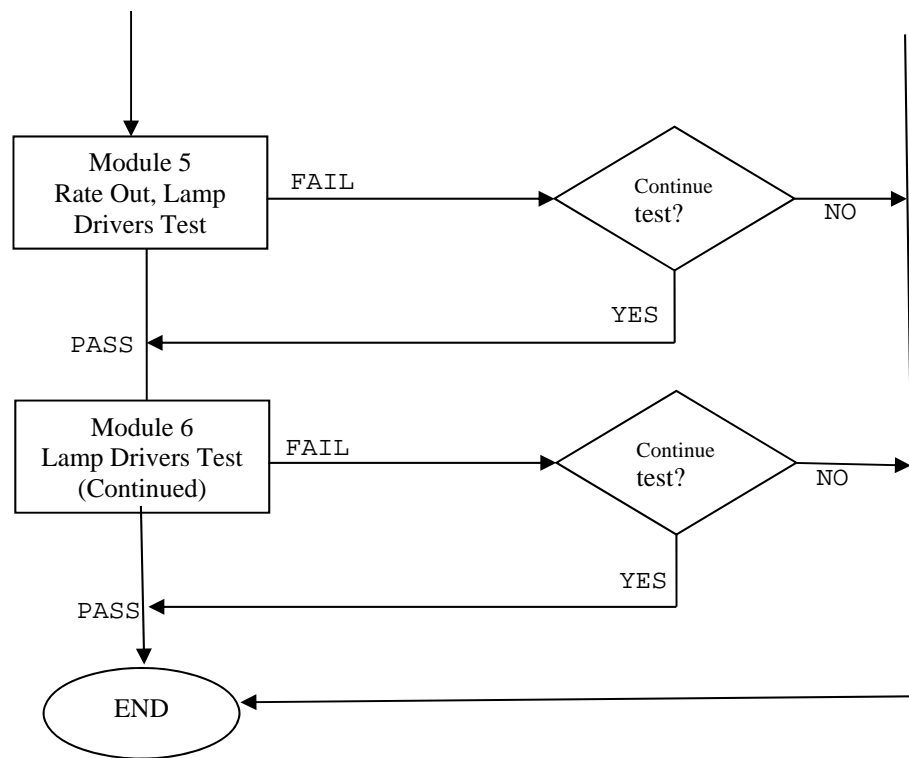 Module 5
Rate Out, Lamp
Drivers Test
FAIL
Continue
test?
NO
YES
PASS
Module 6
Lamp Drivers Test
(Continued)
FAIL
Continue
test?
NO
YES
PASS
END